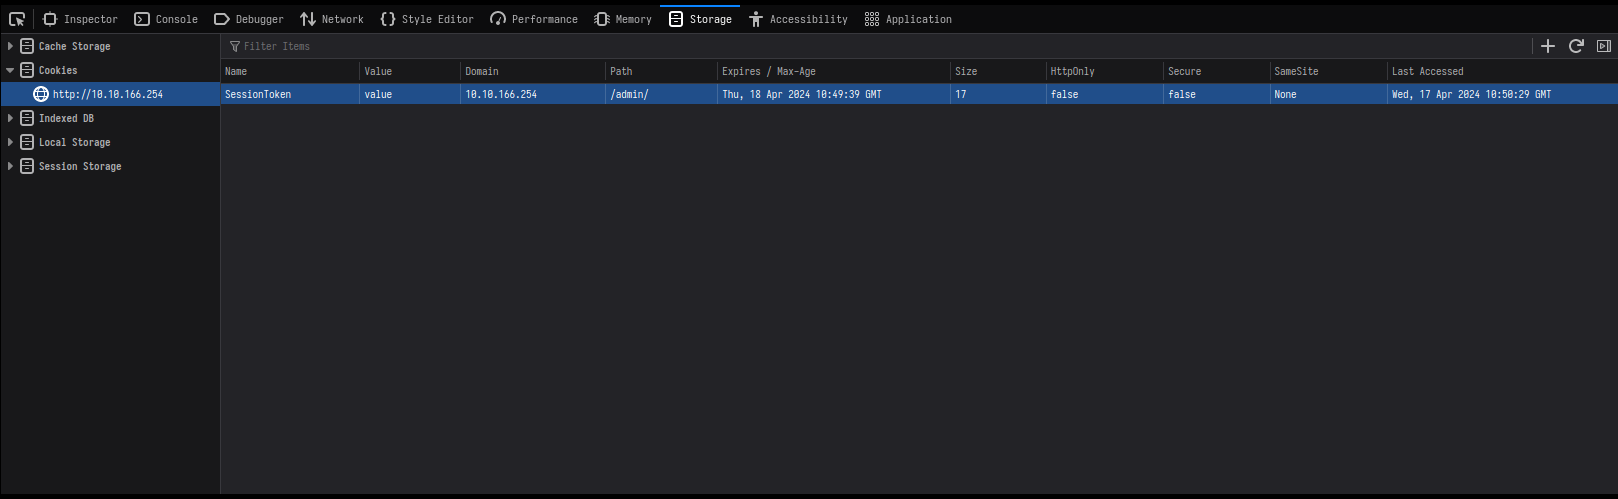 Inspector Console Debugger Network Style Editor Performance Memory Storage Accessibility Application
Cache Storage
Cookies
http://10.10.166.254
Indexed DB
Local Storage
Session Storage
Filter Items
Name Value Domain Path Expires / Max-Age Size HttpOnly Secure SameSite Last Accessed
SessionToken value 10.10.166.254 /admin/ Thu, 18 Apr 2024 10:49:39 GMT 17 false false None Wed, 17 Apr 2024 10:50:29 GMT